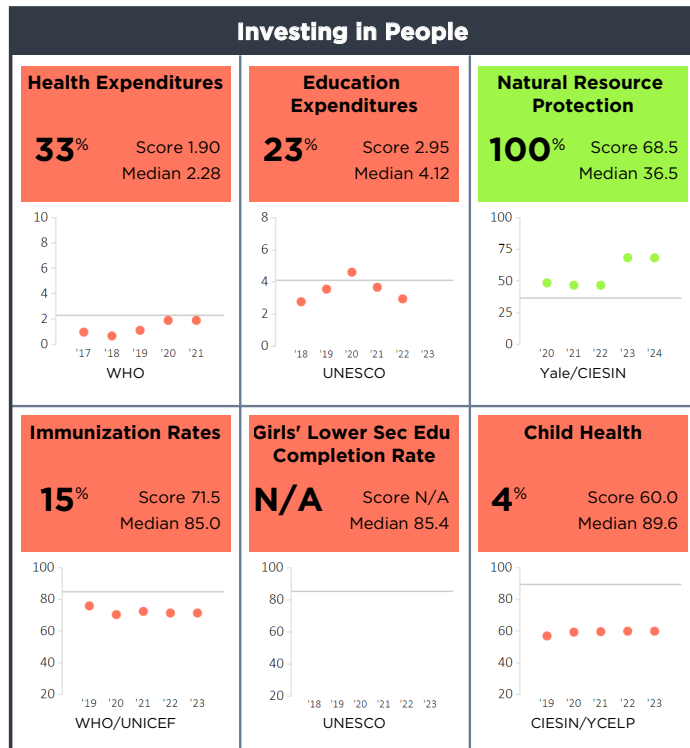 Investing in People
Health Expenditures
33%
Score 1.90
Median 2.28
10
8
6
4
2
0
'17 '18 '19 '20 '21
WHO
Education
Expenditures
23%
Score 2.95
Median 4.12
8
6
4
2
0
'18 '19 '20 '21 '22 '23
UNESCO
Natural Resource
Protection
100%
Score 68.5
Median 36.5
100
75
50
25
0
'20 '21 '22 '23 '24
Yale/CIESIN
Immunization Rates
15%
Score 71.5
Median 85.0
100
80
60
40
20
'19 '20 '21 '22 '23
WHO/UNICEF
Girls' Lower Sec Edu
Completion Rate
N/A
Score N/A
Median 85.4
100
80
60
40
20
'18 '19 '20 '21 '22 '23
UNESCO
Child Health
4%
Score 60.0
Median 89.6
100
80
60
40
20
'19 '20 '21 '22 '23
CIESIN/YCELP